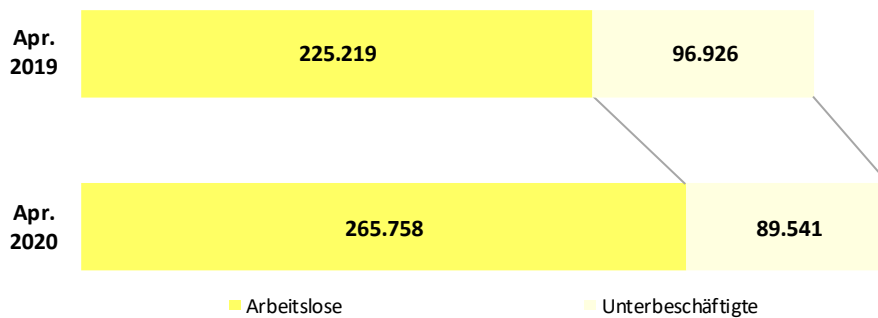 Apr.
2019
225.219
96.926
Apr.
2020
265.758
89.541
Arbeitslose
Unterbeschäftigte